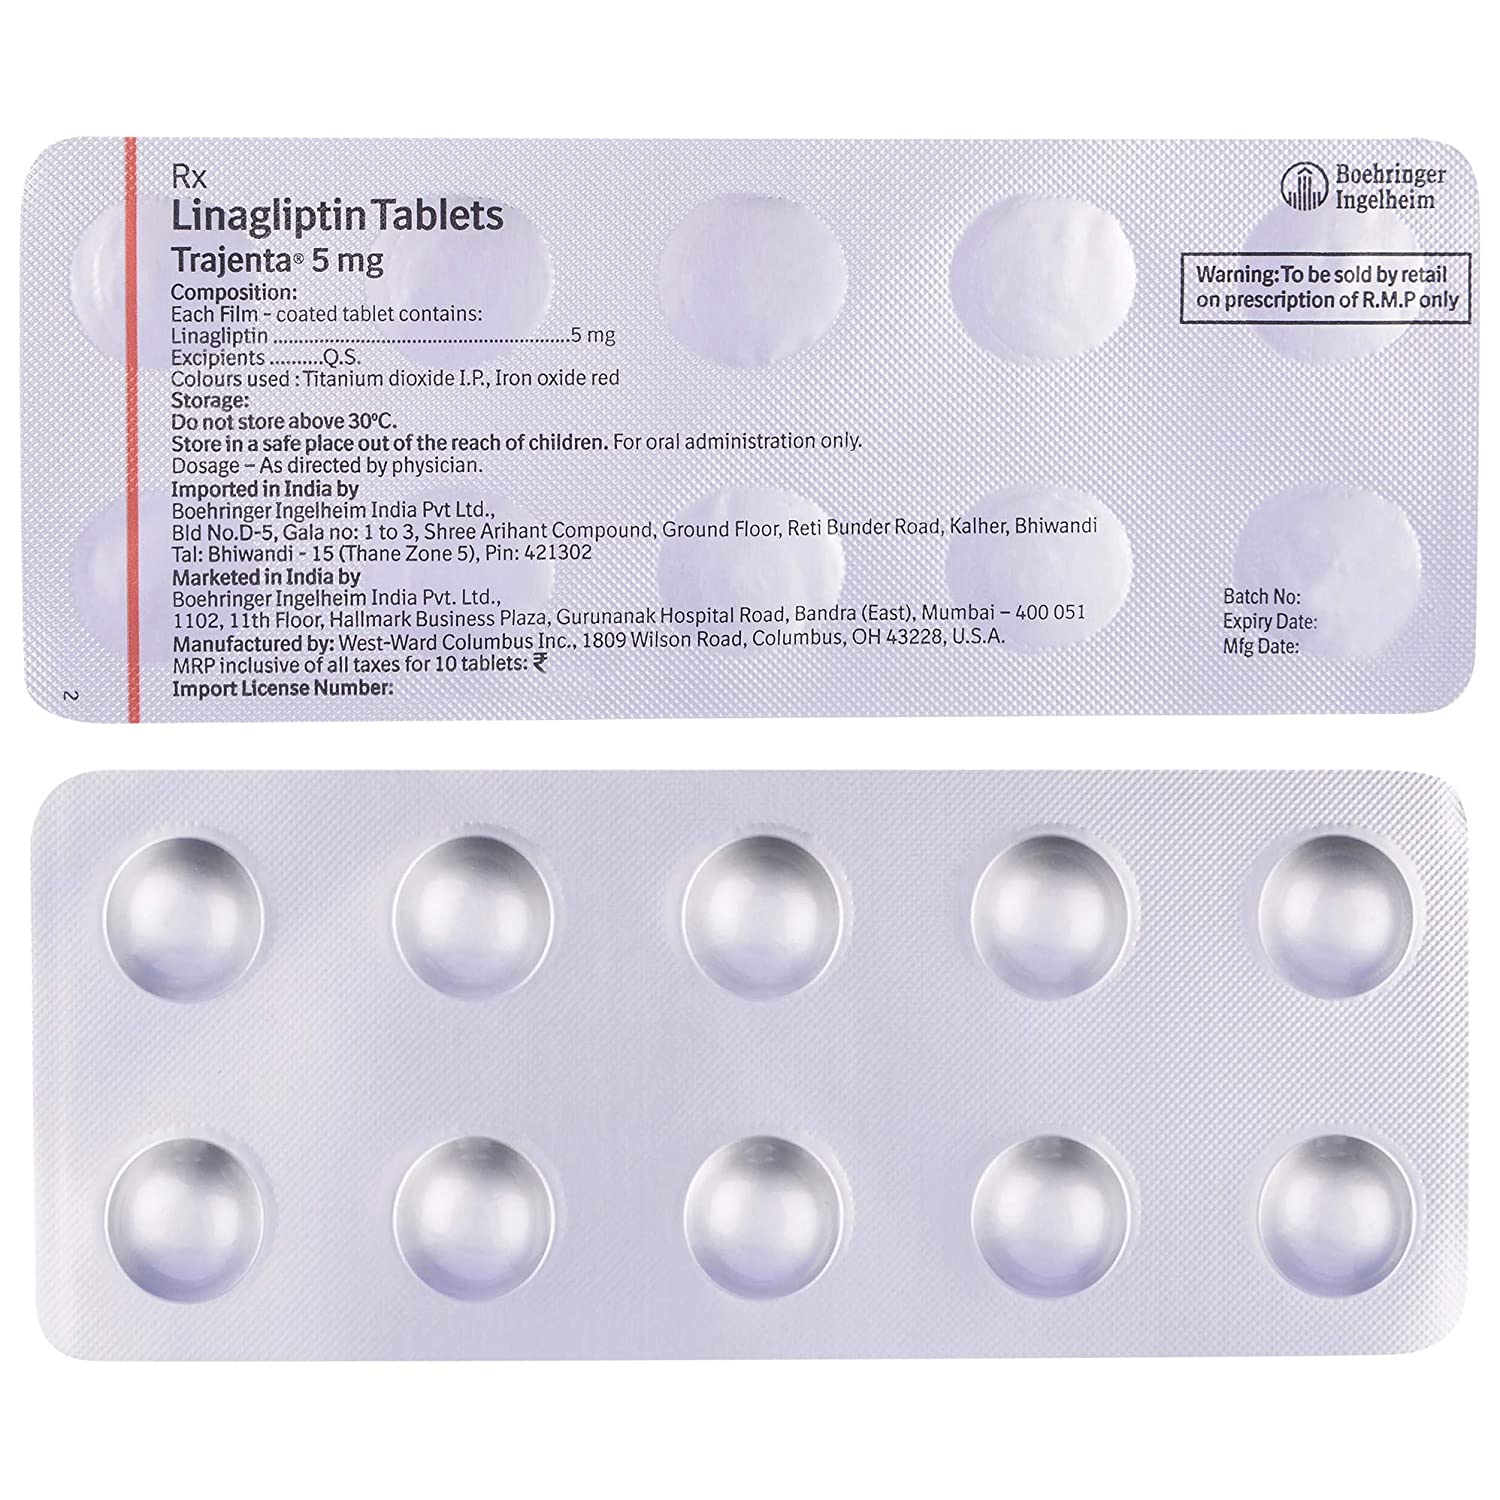 Rx
Linagliptin Tablets
Trajenta® 5 mg
Composition:
Each Film - coated tablet contains:
Linagliptin ..........................................................5 mg
Excipients ..........Q.S.
Colours used : Titanium dioxide I.P., Iron oxide red
Storage:
Do not store above 30ºC.
Store in a safe place out of the reach of children. For oral administration only.
Dosage – As directed by physician.
Imported in India by
Boehringer Ingelheim India Pvt Ltd.,
Bld No.D-5, Gala no: 1 to 3, Shree Arihant Compound, Ground Floor, Reti Bunder Road, Kalher, Bhiwandi
Tal: Bhiwandi - 15 (Thane Zone 5), Pin: 421302
Marketed in India by
Boehringer Ingelheim India Pvt. Ltd.,
1102, 11th Floor, Hallmark Business Plaza, Gurunanak Hospital Road, Bandra (East), Mumbai – 400 051
Manufactured by: West-Ward Columbus Inc., 1809 Wilson Road, Columbus, OH 43228, U.S.A.
MRP inclusive of all taxes for 10 tablets: ₹
Import License Number:
2
Boehringer
Ingelheim
Warning: To be sold by retail
on prescription of R.M.P only
Batch No:
Expiry Date:
Mfg Date: